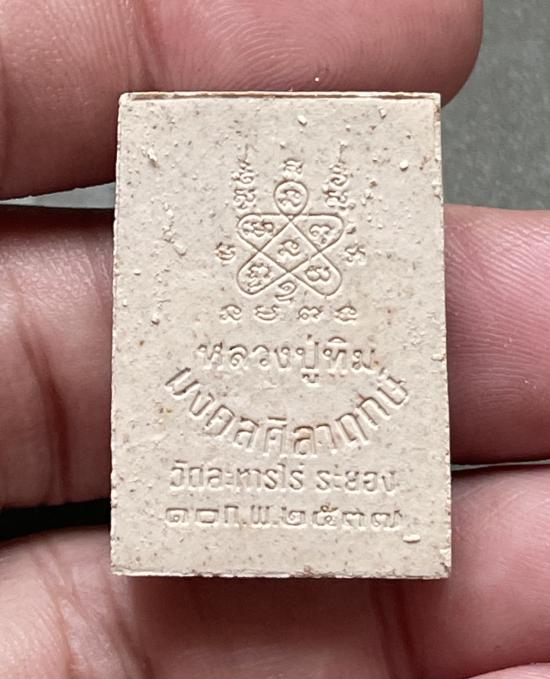 หลวงปู่ทิม
มงคลศิลาฤกษ์
วัดละหารไร่ ระยอง
๑๐ ก.พ. ๒๕๓๗